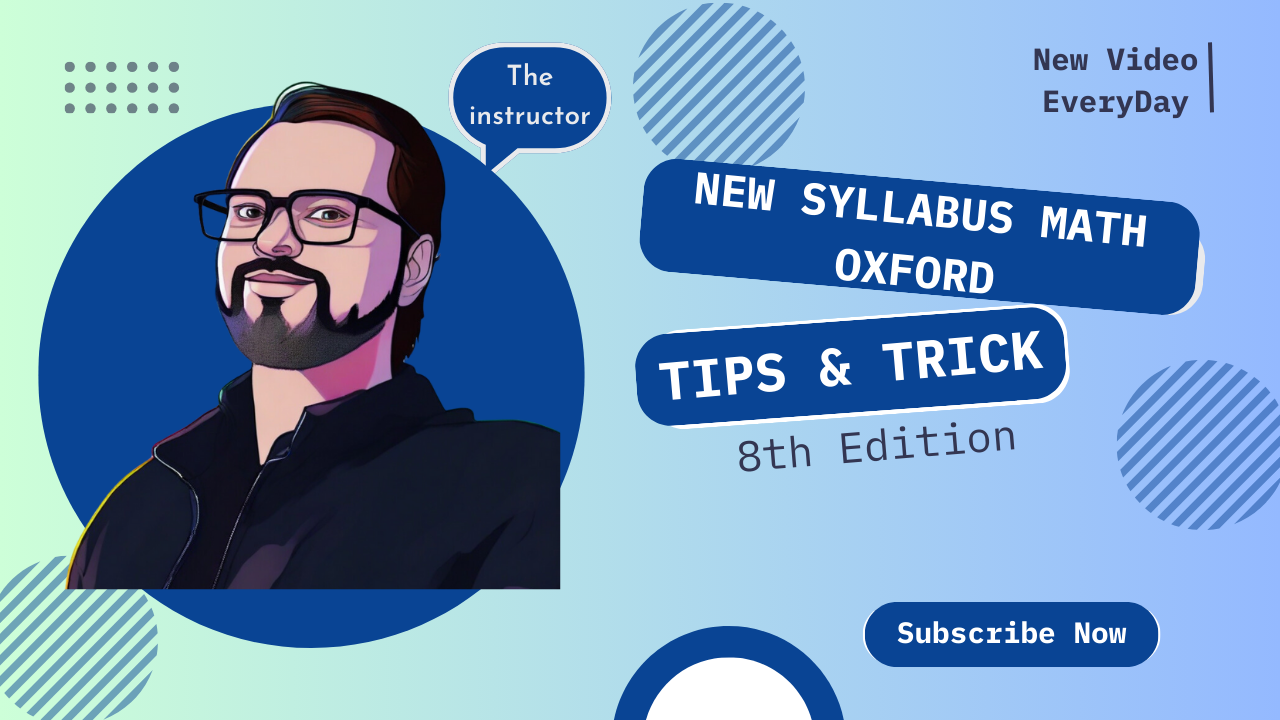 The
instructor
New Video
EveryDay
NEW SYLLABUS MATH
OXFORD
TIPS & TRICK
8th Edition
Subscribe Now